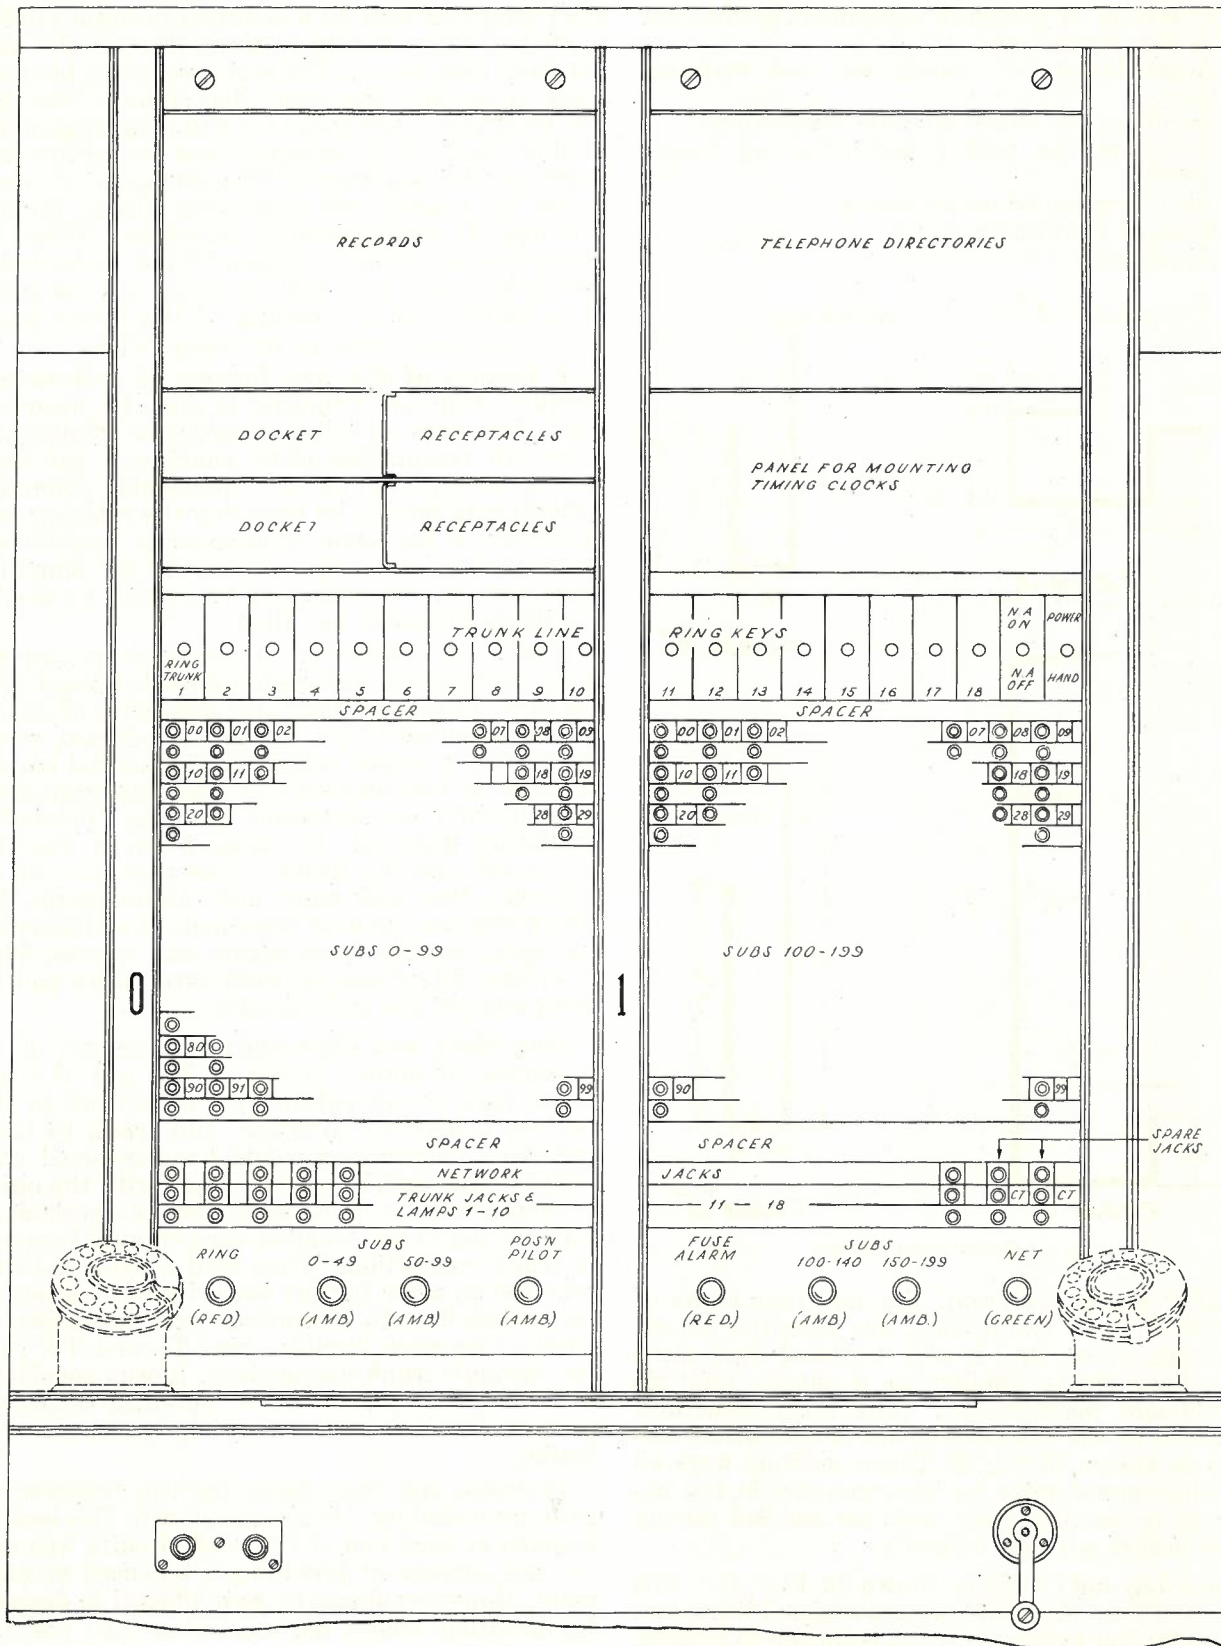 RECORDS
TELEPHONE DIRECTORIES
DOCKET RECEPTACLES
PANEL FOR MOUNTING
TIMING CLOCKS
DOCKET RECEPTACLES
TRUNK LINE
RING KEYS
RING
TRUNK
1 2 3 4 5 6 7 8 9 10
11 12 13 14 15 16 17 18
N A
ON
N.A
OFF
POWER
HAND
SPACER
SPACER
00 01 02 07 08 09
00 01 02 07 08 09
10 11 18 19
10 11 18 19
20 28 29
20 28 29
SUBS 0-99
SUBS 100-199
0
1
80
90 91 99
90 99
SPACER
SPACER
SPARE
JACKS
NETWORK
JACKS
TRUNK JACKS &
LAMPS 1-10
11 - 18
CT CT
RING
SUBS
0-49 50-99
POS'N
PILOT
(RED) (AMB) (AMB) (AMB.)
FUSE
ALARM
SUBS
100-140 150-199
NET
(RED.) (AMB) (AMB.) (GREEN)